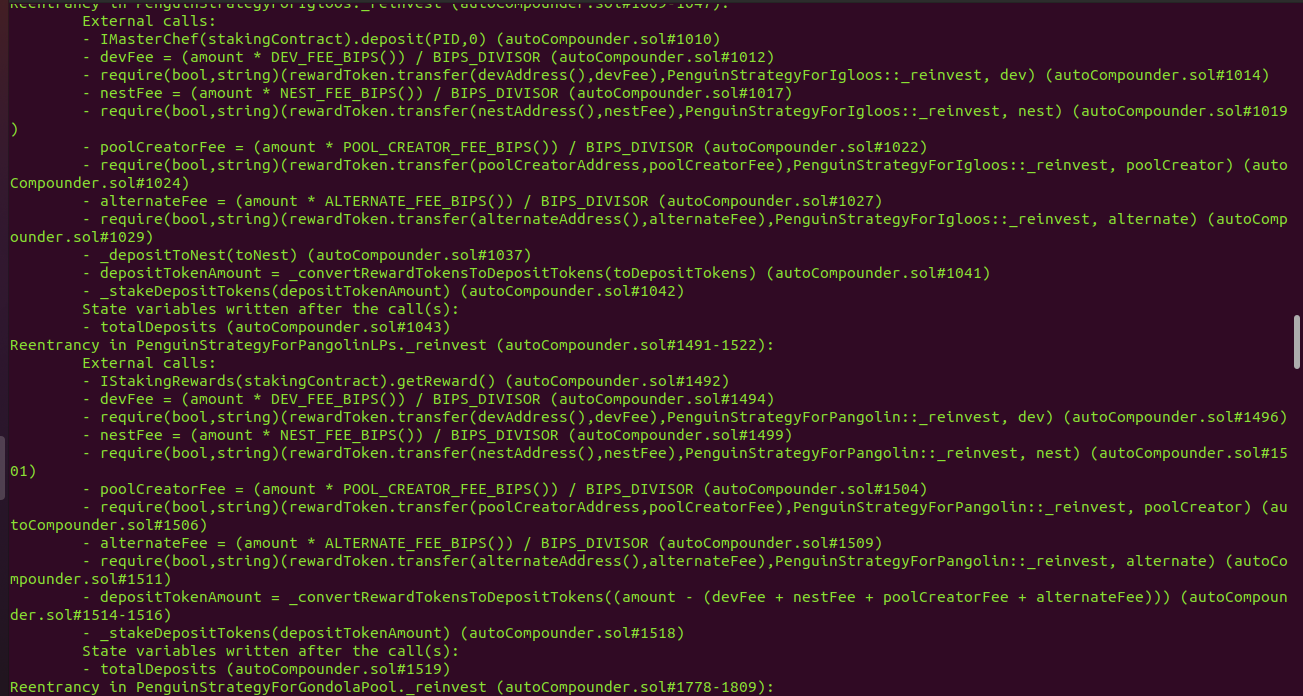 Reentrancy in PenguinStrategyForIgloos._reinvest (autoCompounder.sol#1009-1047):
External calls:
- IMasterChef(stakingContract).deposit(PID,0) (autoCompounder.sol#1010)
- devFee = (amount * DEV_FEE_BIPS()) / BIPS_DIVISOR (autoCompounder.sol#1012)
- require(bool,string)(rewardToken.transfer(devAddress(),devFee),PenguinStrategyForIgloos::_reinvest, dev) (autoCompounder.sol#1014)
- nestFee = (amount * NEST_FEE_BIPS()) / BIPS_DIVISOR (autoCompounder.sol#1017)
- require(bool,string)(rewardToken.transfer(nestAddress(),nestFee),PenguinStrategyForIgloos::_reinvest, nest) (autoCompounder.sol#1019
)
- poolCreatorFee = (amount * POOL_CREATOR_FEE_BIPS()) / BIPS_DIVISOR (autoCompounder.sol#1022)
- require(bool,string)(rewardToken.transfer(poolCreatorAddress,poolCreatorFee),PenguinStrategyForIgloos::_reinvest, poolCreator) (auto
Compounder.sol#1024)
- alternateFee = (amount * ALTERNATE_FEE_BIPS()) / BIPS_DIVISOR (autoCompounder.sol#1027)
- require(bool,string)(rewardToken.transfer(alternateAddress(),alternateFee),PenguinStrategyForIgloos::_reinvest, alternate) (autoComp
ounder.sol#1029)
- _depositToNest(toNest) (autoCompounder.sol#1037)
- depositTokenAmount = _convertRewardTokensToDepositTokens(toDepositTokens) (autoCompounder.sol#1041)
- _stakeDepositTokens(depositTokenAmount) (autoCompounder.sol#1042)
State variables written after the call(s):
- totalDeposits (autoCompounder.sol#1043)
Reentrancy in PenguinStrategyForPangolinLPs._reinvest (autoCompounder.sol#1491-1522):
External calls:
- IStakingRewards(stakingContract).getReward() (autoCompounder.sol#1492)
- devFee = (amount * DEV_FEE_BIPS()) / BIPS_DIVISOR (autoCompounder.sol#1494)
- require(bool,string)(rewardToken.transfer(devAddress(),devFee),PenguinStrategyForPangolin::_reinvest, dev) (autoCompounder.sol#1496)
- nestFee = (amount * NEST_FEE_BIPS()) / BIPS_DIVISOR (autoCompounder.sol#1499)
- require(bool,string)(rewardToken.transfer(nestAddress(),nestFee),PenguinStrategyForPangolin::_reinvest, nest) (autoCompounder.sol#15
01)
- poolCreatorFee = (amount * POOL_CREATOR_FEE_BIPS()) / BIPS_DIVISOR (autoCompounder.sol#1504)
- require(bool,string)(rewardToken.transfer(poolCreatorAddress,poolCreatorFee),PenguinStrategyForPangolin::_reinvest, poolCreator) (au
toCompounder.sol#1506)
- alternateFee = (amount * ALTERNATE_FEE_BIPS()) / BIPS_DIVISOR (autoCompounder.sol#1509)
- require(bool,string)(rewardToken.transfer(alternateAddress(),alternateFee),PenguinStrategyForPangolin::_reinvest, alternate) (autoCo
mpounder.sol#1511)
- depositTokenAmount = _convertRewardTokensToDepositTokens((amount - (devFee + nestFee + poolCreatorFee + alternateFee))) (autoCompoun
der.sol#1514-1516)
- _stakeDepositTokens(depositTokenAmount) (autoCompounder.sol#1518)
State variables written after the call(s):
- totalDeposits (autoCompounder.sol#1519)
Reentrancy in PenguinStrategyForGondolaPool._reinvest (autoCompounder.sol#1778-1809):